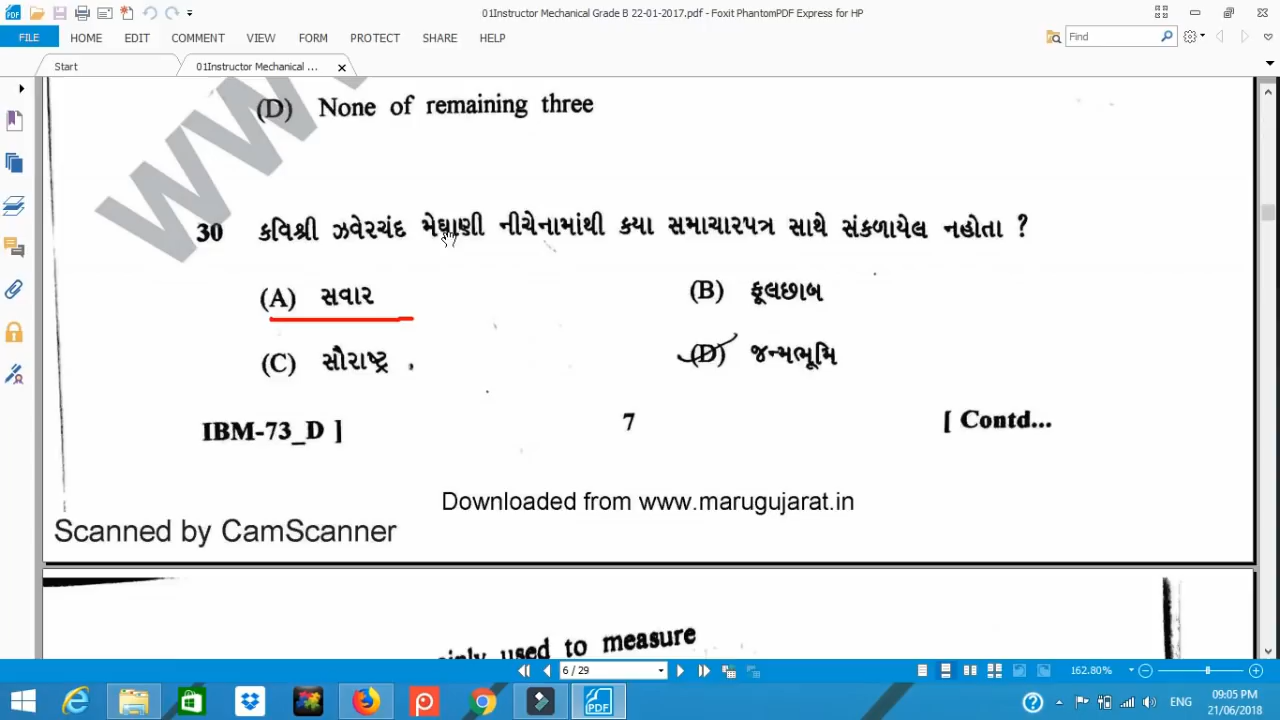 01Instructor Mechanical Grade B 22-01-2017.pdf - Foxit PhantomPDF Express for HP
FILE HOME EDIT COMMENT VIEW FORM PROTECT SHARE HELP
Find
Start 01Instructor Mechanical ...
WWW
(D) None of remaining three
30 કવિશ્રી ઝવેરચંદ મેઘાણી નીચેનામાંથી કયા સમાચારપત્ર સાથે સંકળાયેલ નહોતા ?
(A) સવાર (B) ફૂલછાબ
(C) સૌરાષ્ટ્ર (D) જન્મભૂમિ
IBM-73_D ] 7 [ Contd...
Downloaded from www.marugujarat.in
Scanned by CamScanner
used to measure
6 / 29 162.80%
ENG 09:05 PM
21/06/2018